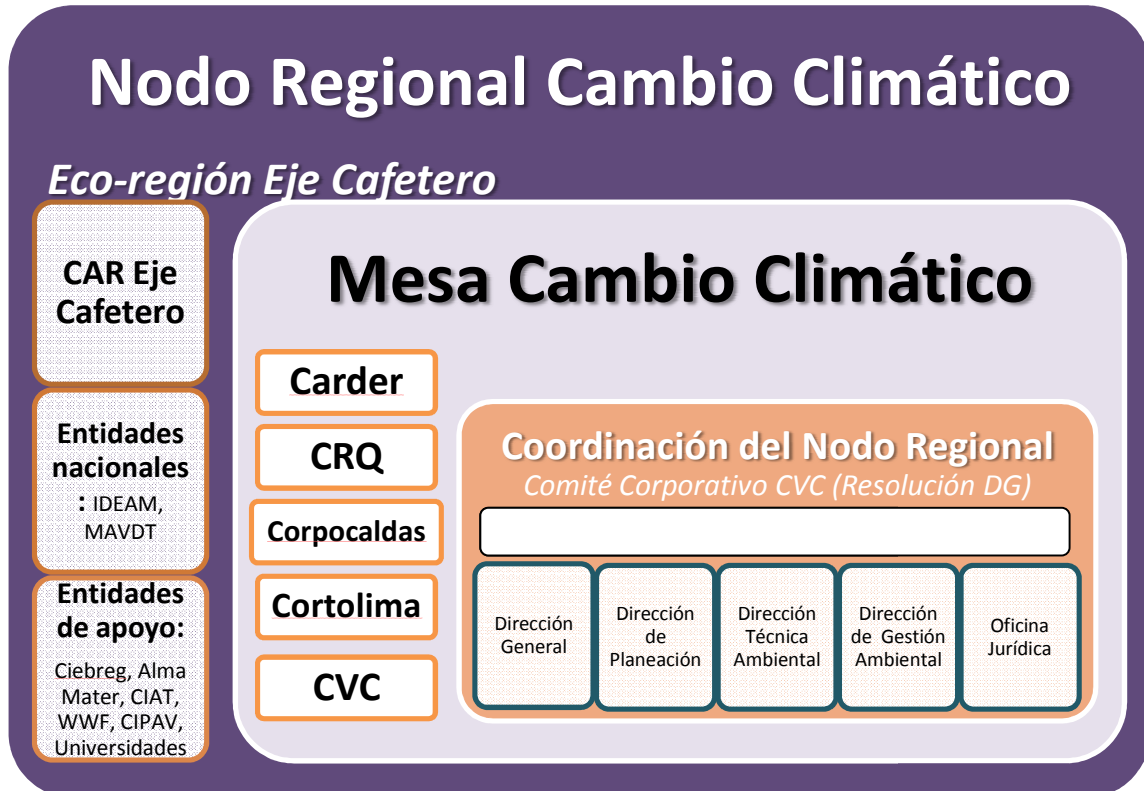 Nodo Regional Cambio Climático
Eco-región Eje Cafetero
CAR Eje
Cafetero
Entidades
nacionales
: IDEAM,
MAVDT
Entidades
de apoyo:
Ciebreg, Alma
Mater, CIAT,
WWF, CIPAV,
Universidades
Mesa Cambio Climático
Carder
CRQ
Corpocaldas
Cortolima
CVC
Coordinación del Nodo Regional
Comité Corporativo CVC (Resolución DG)
Dirección
General
Dirección
de
Planeación
Dirección
Técnica
Ambiental
Dirección
de Gestión
Ambiental
Oficina
Jurídica